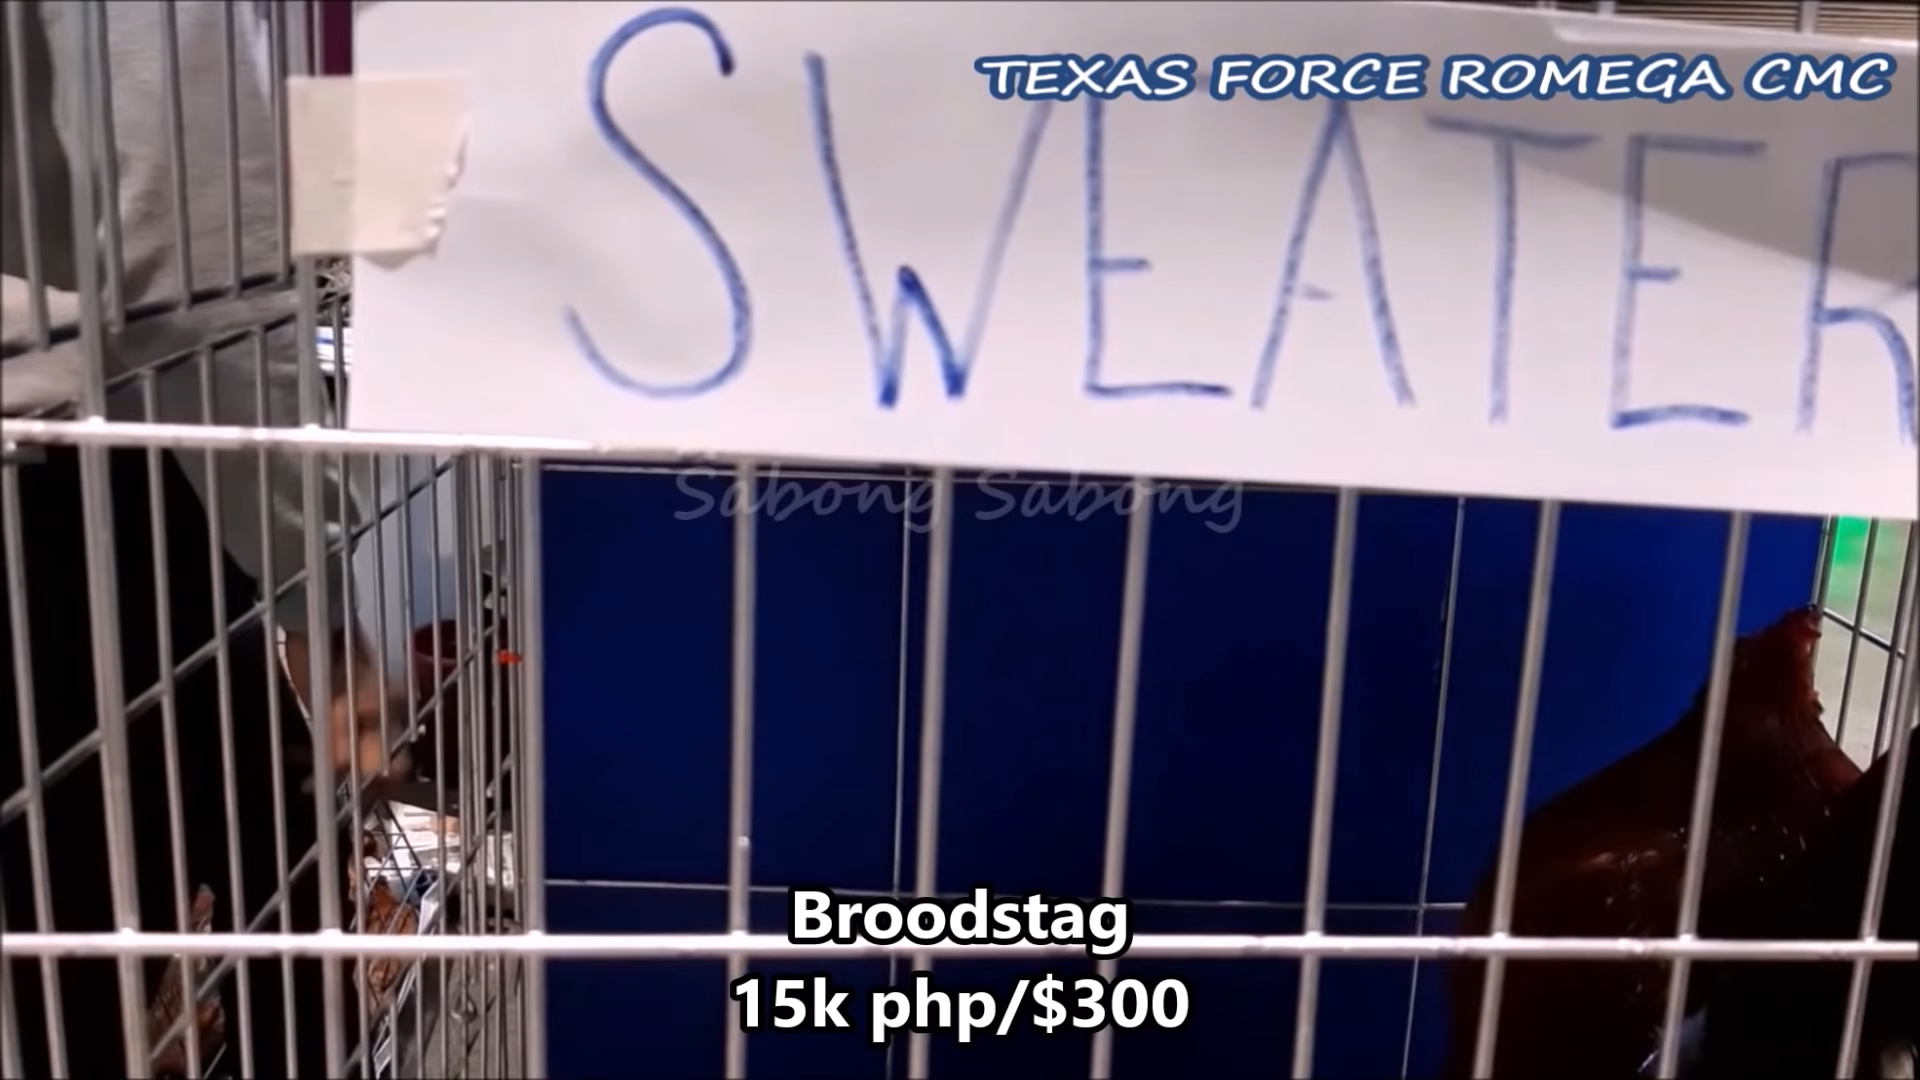 TEXAS FORCE ROMEGA CMC
SWEATER
Sabong Sabong
Broodstag
15k php/$300